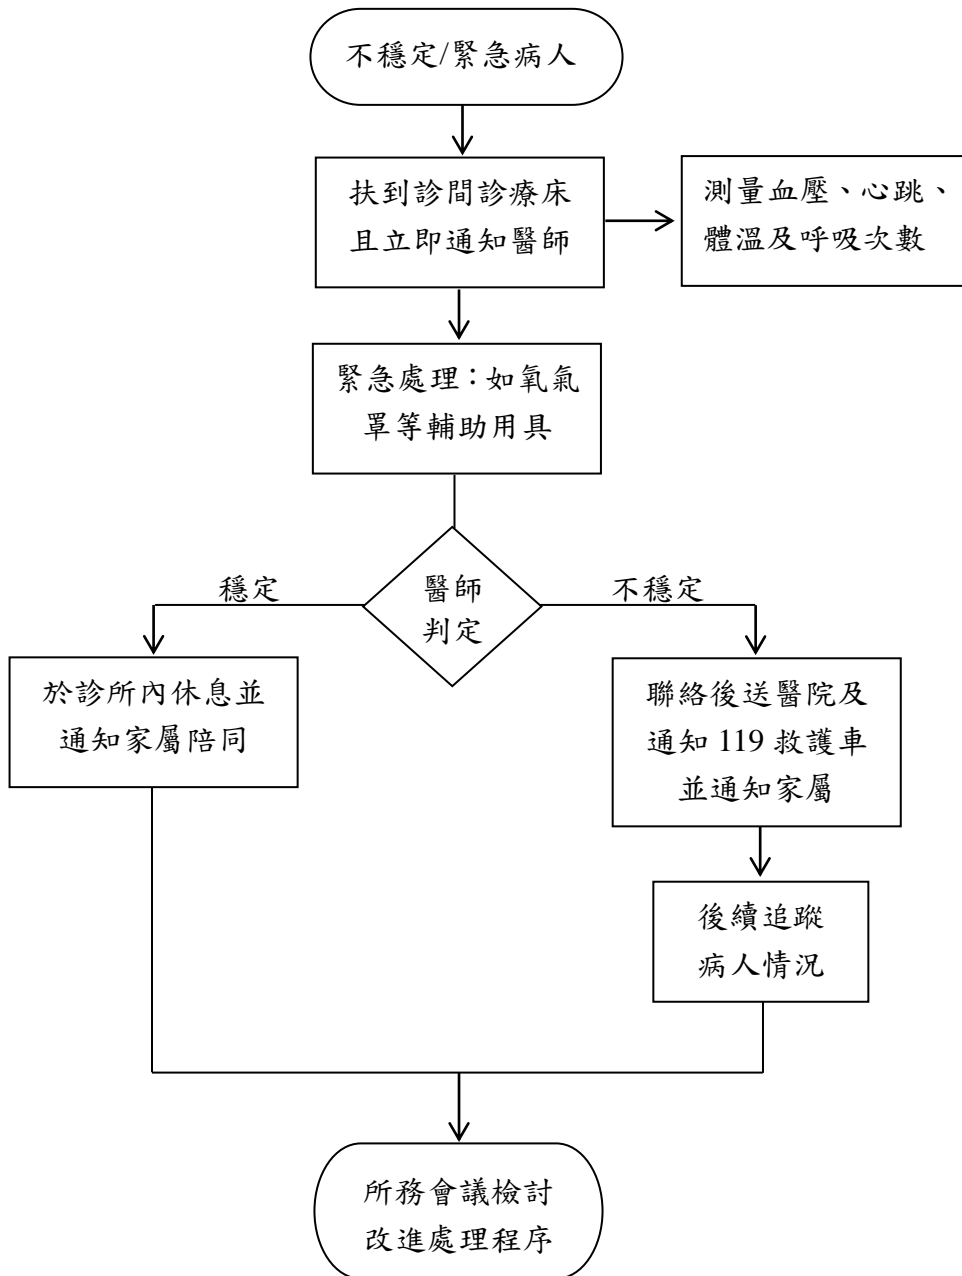 不穩定/緊急病人
扶到診間診療床
且立即通知醫師
測量血壓、心跳、
體溫及呼吸次數
緊急處理：如氧氣
罩等輔助用具
醫師
判定
穩定
不穩定
於診所內休息並
通知家屬陪同
聯絡後送醫院及
通知 119 救護車
並通知家屬
後續追蹤
病人情況
所務會議檢討
改進處理程序